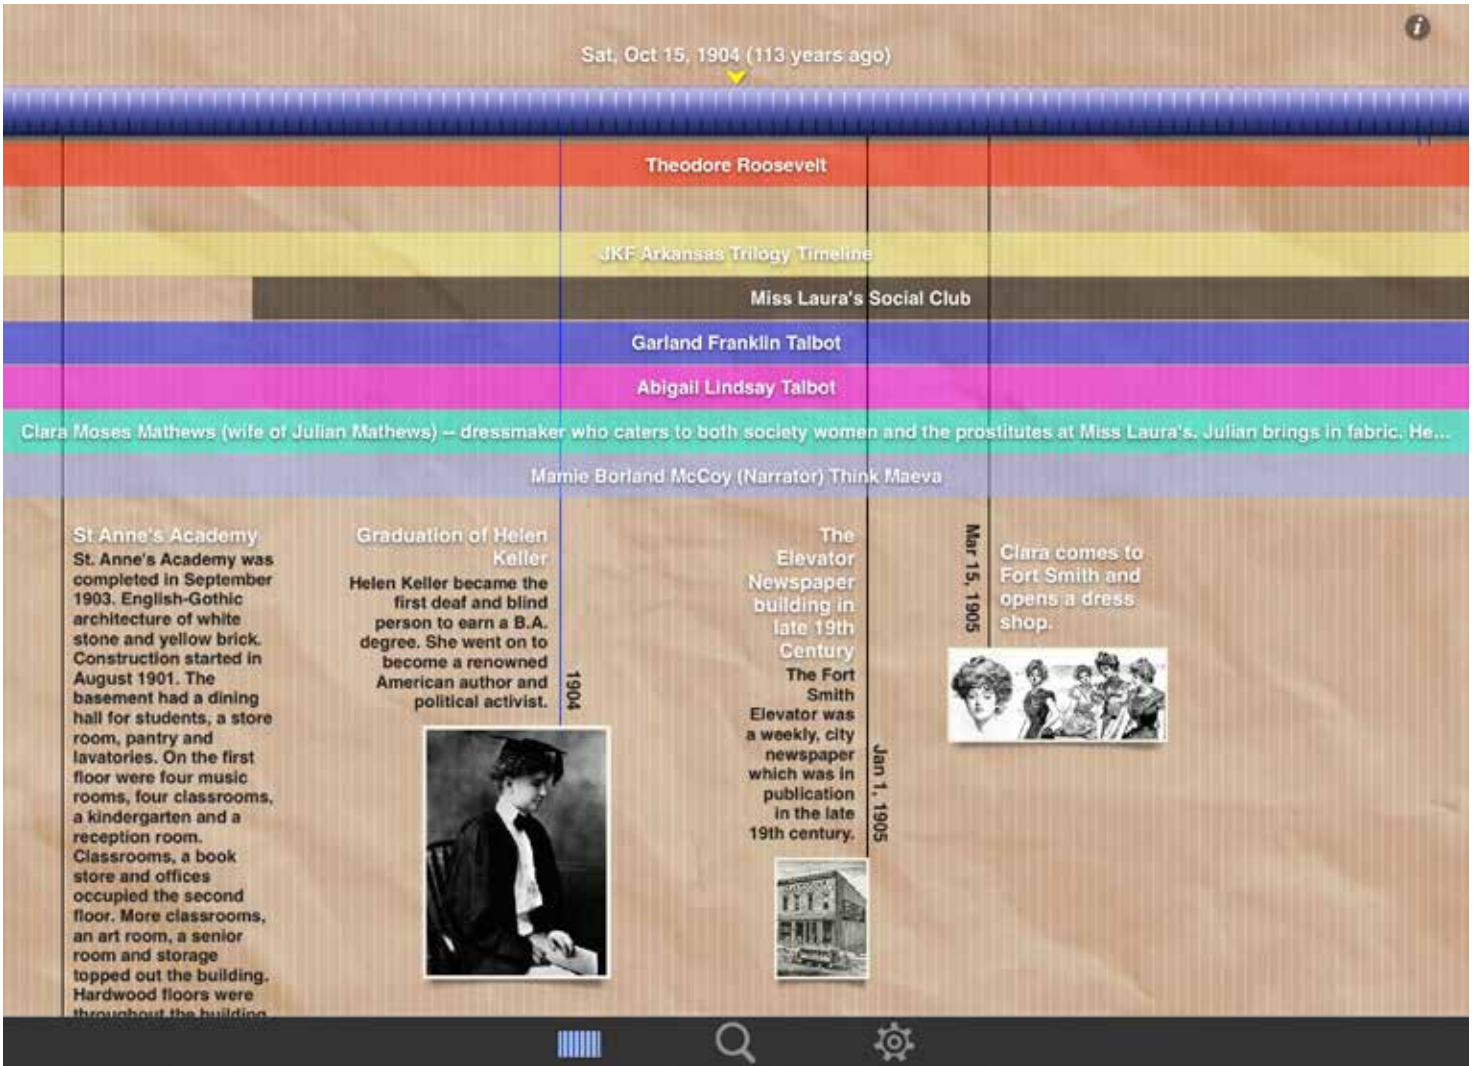 Sat, Oct 15, 1904 (113 years ago)
Theodore Roosevelt
JKF Arkansas Trilogy Timeline
Miss Laura's Social Club
Garland Franklin Talbot
Abigail Lindsay Talbot
Clara Moses Mathews (wife of Julian Mathews) -- dressmaker who caters to both society women and the prostitutes at Miss Laura's. Julian brings in fabric. He...
Mamie Borland McCoy (Narrator) Think Maeva
St Anne's Academy
St. Anne's Academy was
completed in September
1903. English-Gothic
architecture of white
stone and yellow brick.
Construction started in
August 1901. The
basement had a dining
hall for students, a store
room, pantry and
lavatories. On the first
floor were four music
rooms, four classrooms,
a kindergarten and a
reception room.
Classrooms, a book
store and offices
occupied the second
floor. More classrooms,
an art room, a senior
room and storage
topped out the building.
Hardwood floors were
throughout the building
Graduation of Helen
Keller
Helen Keller became the
first deaf and blind
person to earn a B.A.
degree. She went on to
become a renowned
American author and
political activist.
1904
The
Elevator
Newspaper
building in
late 19th
Century
The Fort
Smith
Elevator was
a weekly, city
newspaper
which was in
publication
in the late
19th century.
Jan 1, 1905
Mar 15, 1905
Clara comes to
Fort Smith and
opens a dress
shop.